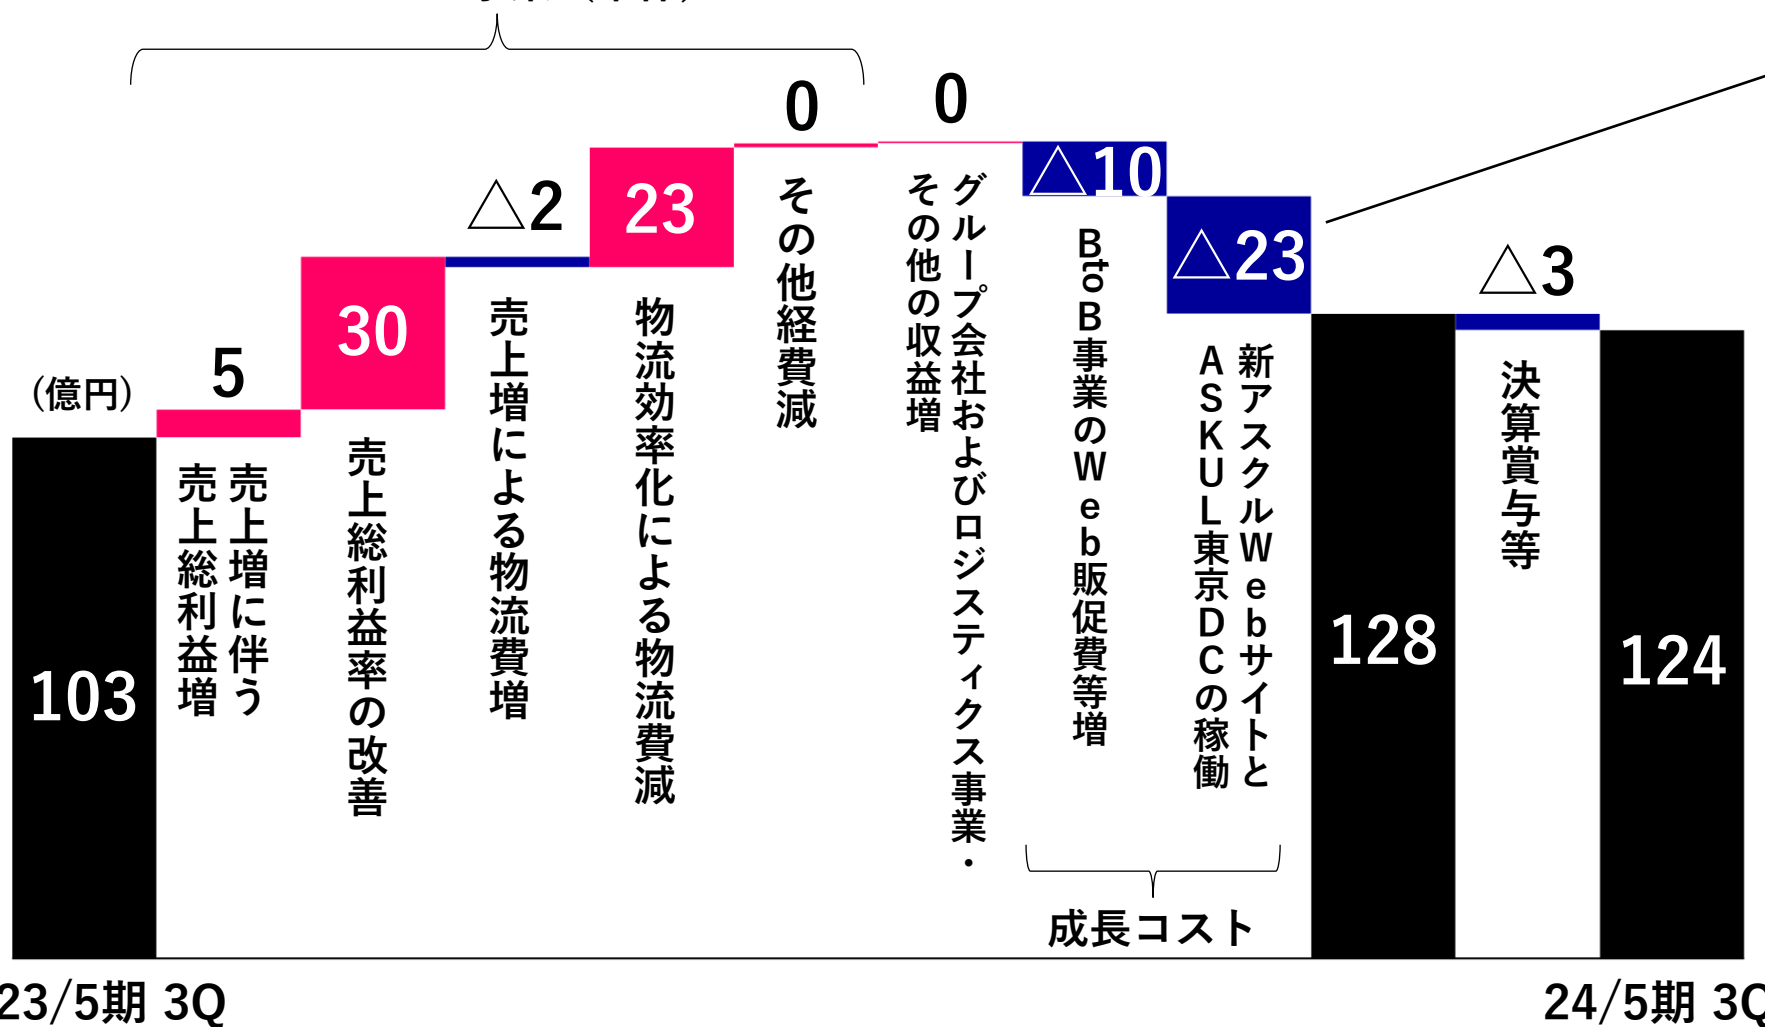 (億円)
103
5
売上増に伴う
売上総利益増
30
売上総利益率の改善
△2
売上増による物流費増
23
物流効率化による物流費減
0
その他経費減
0
グループ会社およびロジスティクス事業・
その他の収益増
△10
BtoB事業のWeb販促費等増
△23
新アスクルWebサイトと
ASKUL東京DCの稼働
成長コスト
128
△3
決算賞与等
124
23/5期 3Q
24/5期 3Q